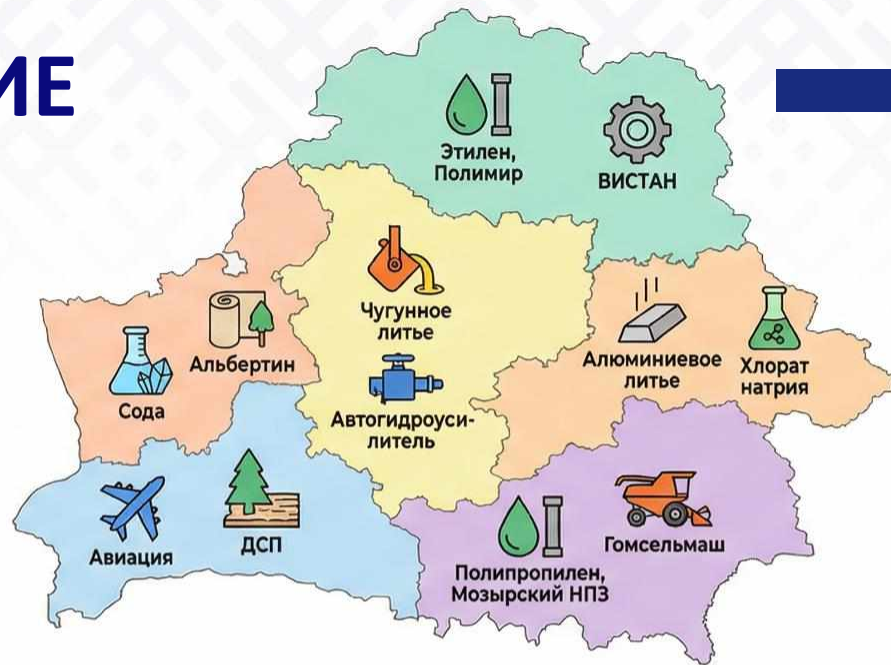 ИЕ
Этилен,
Полимир
ВИСТАН
Чугунное
литье
Автогидроуси-
литель
Альбертин
Сода
Алюминиевое
литье
Хлорат
натрия
Авиация
ДСП
Полипропилен,
Мозырский НПЗ
Гомсельмаш